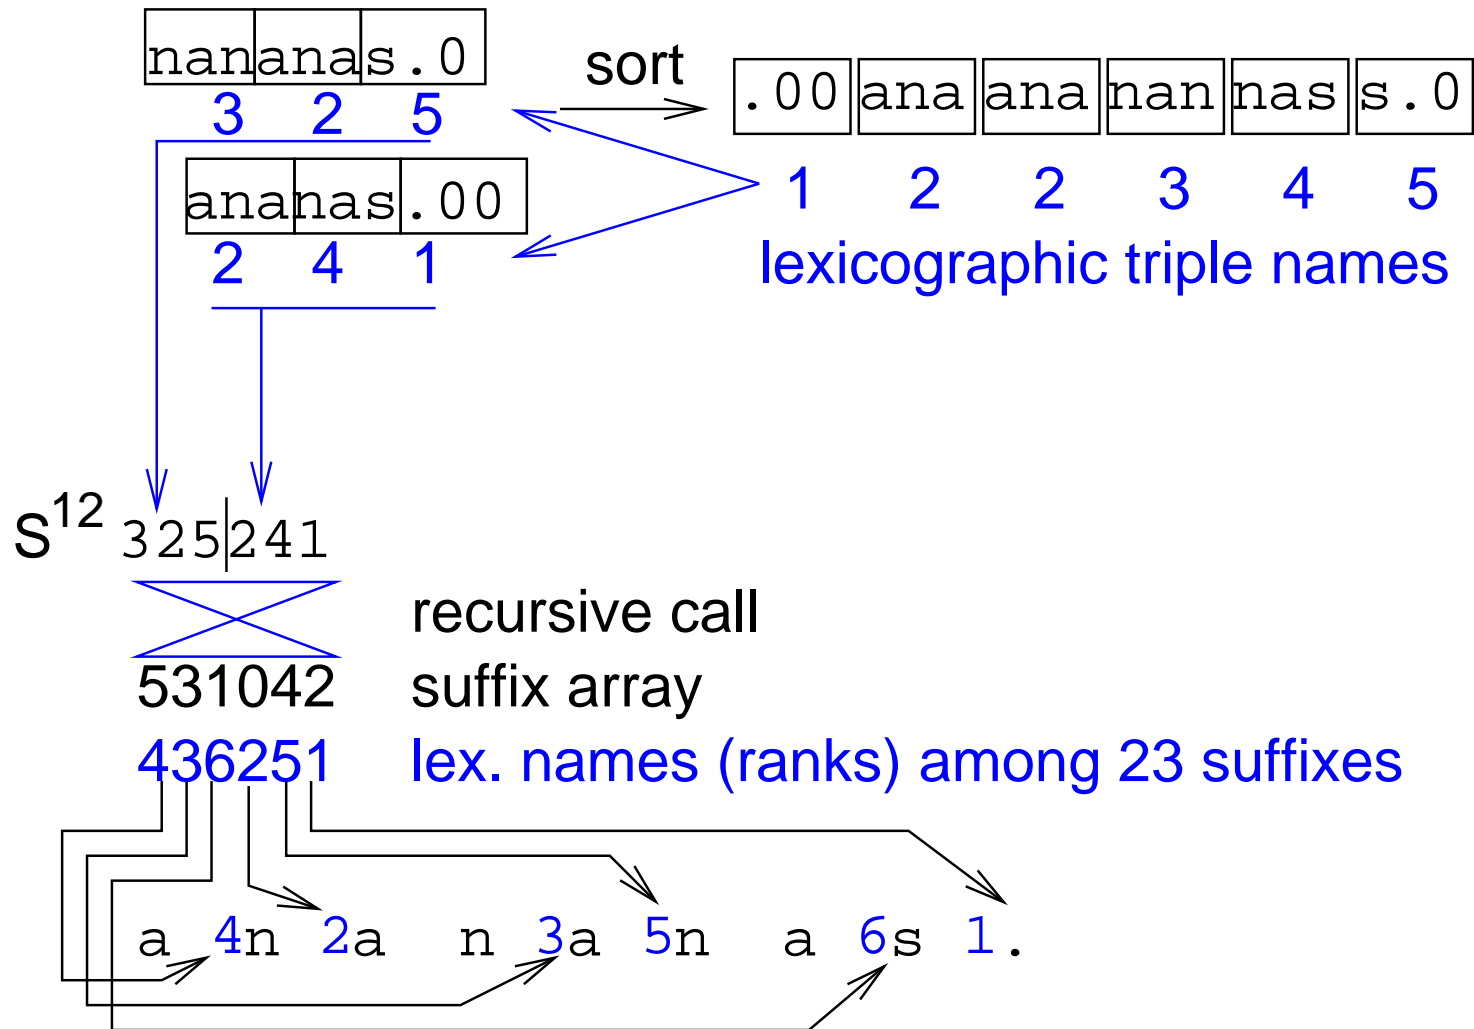 nan ana s.0
3 2 5
sort
.00 ana ana nan nas s.0
1 2 2 3 4 5
lexicographic triple names
ana nas .00
2 4 1
S12 325|241
recursive call
531042 suffix array
436251 lex. names (ranks) among 23 suffixes
a 4n 2a n 3a 5n a 6s 1.